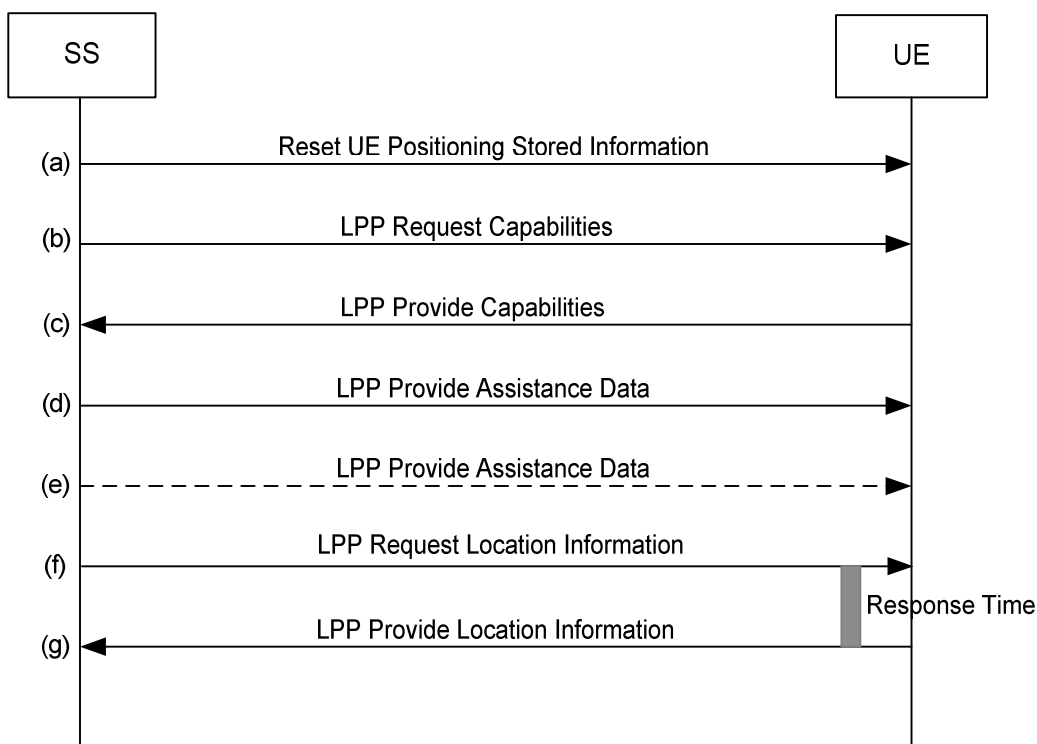 SS
UE
Reset UE Positioning Stored Information
(a)
LPP Request Capabilities
(b)
LPP Provide Capabilities
(c)
LPP Provide Assistance Data
(d)
LPP Provide Assistance Data
(e)
LPP Request Location Information
(f)
Response Time
LPP Provide Location Information
(g)